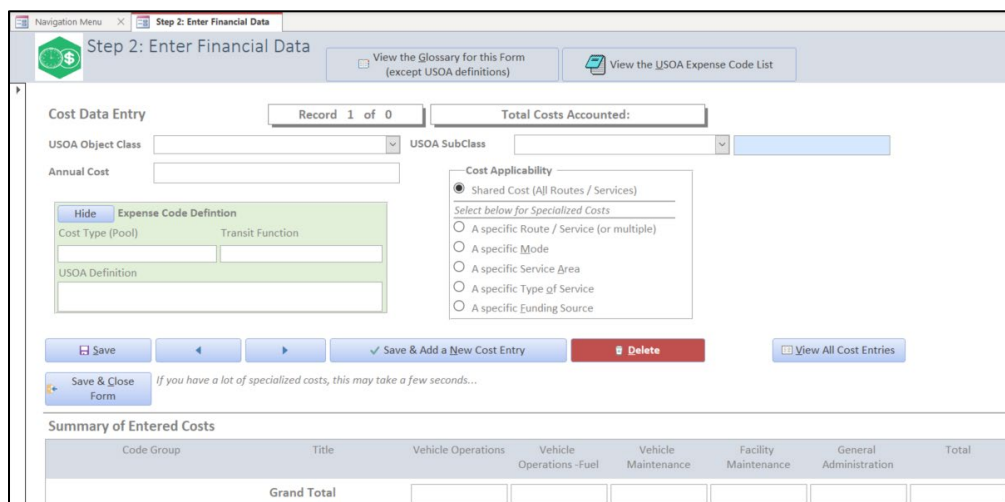 Navigation Menu
Step 2: Enter Financial Data
Step 2: Enter Financial Data
View the Glossary for this Form
(except USOA definitions)
View the USOA Expense Code List
Cost Data Entry
Record 1 of 0
Total Costs Accounted:
USOA Object Class
USOA SubClass
Annual Cost
Cost Applicability
Shared Cost (All Routes / Services)
Select below for Specialized Costs
A specific Route / Service (or multiple)
A specific Mode
A specific Service Area
A specific Type of Service
A specific Funding Source
Hide
Expense Code Defintion
Cost Type (Pool)
Transit Function
USOA Definition
Save
Save & Add a New Cost Entry
Delete
View All Cost Entries
Save & Close
Form
If you have a lot of specialized costs, this may take a few seconds...
Summary of Entered Costs
Code Group
Title
Vehicle Operations
Vehicle
Operations -Fuel
Vehicle
Maintenance
Facility
Maintenance
General
Administration
Total
Grand Total